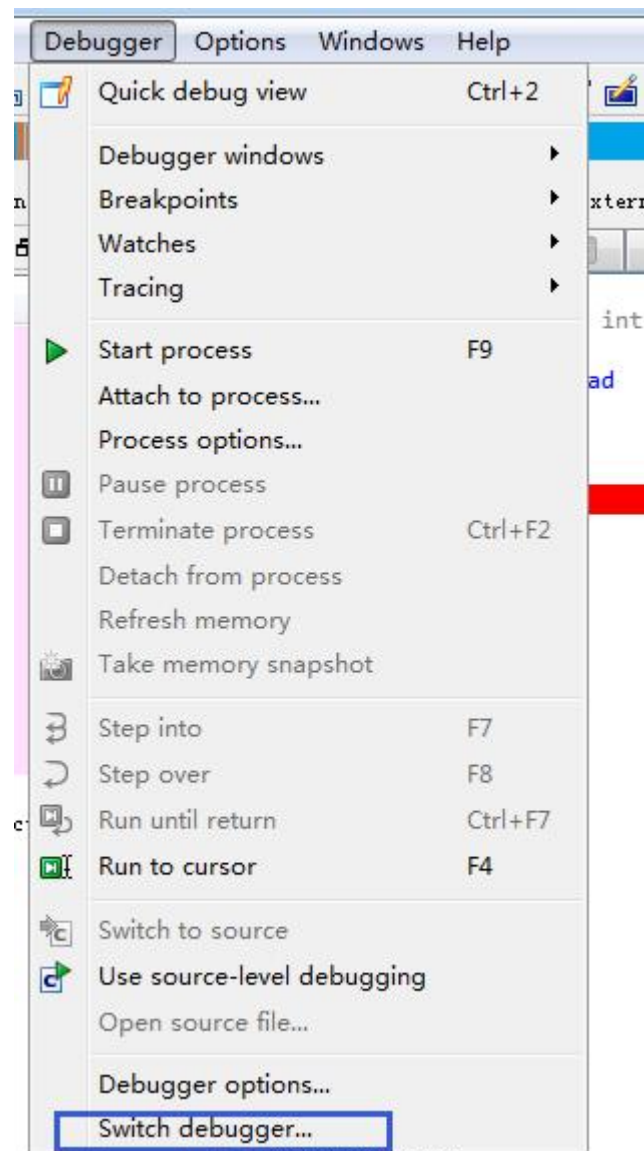 Debugger Options Windows Help
Quick debug view Ctrl+2
Debugger windows
Breakpoints
Watches
Tracing
int
Start process F9
ad
Attach to process...
Process options...
Pause process
Terminate process Ctrl+F2
Detach from process
Refresh memory
Take memory snapshot
Step into F7
Step over F8
Run until return Ctrl+F7
Run to cursor F4
Switch to source
Use source-level debugging
Open source file...
Debugger options...
Switch debugger...